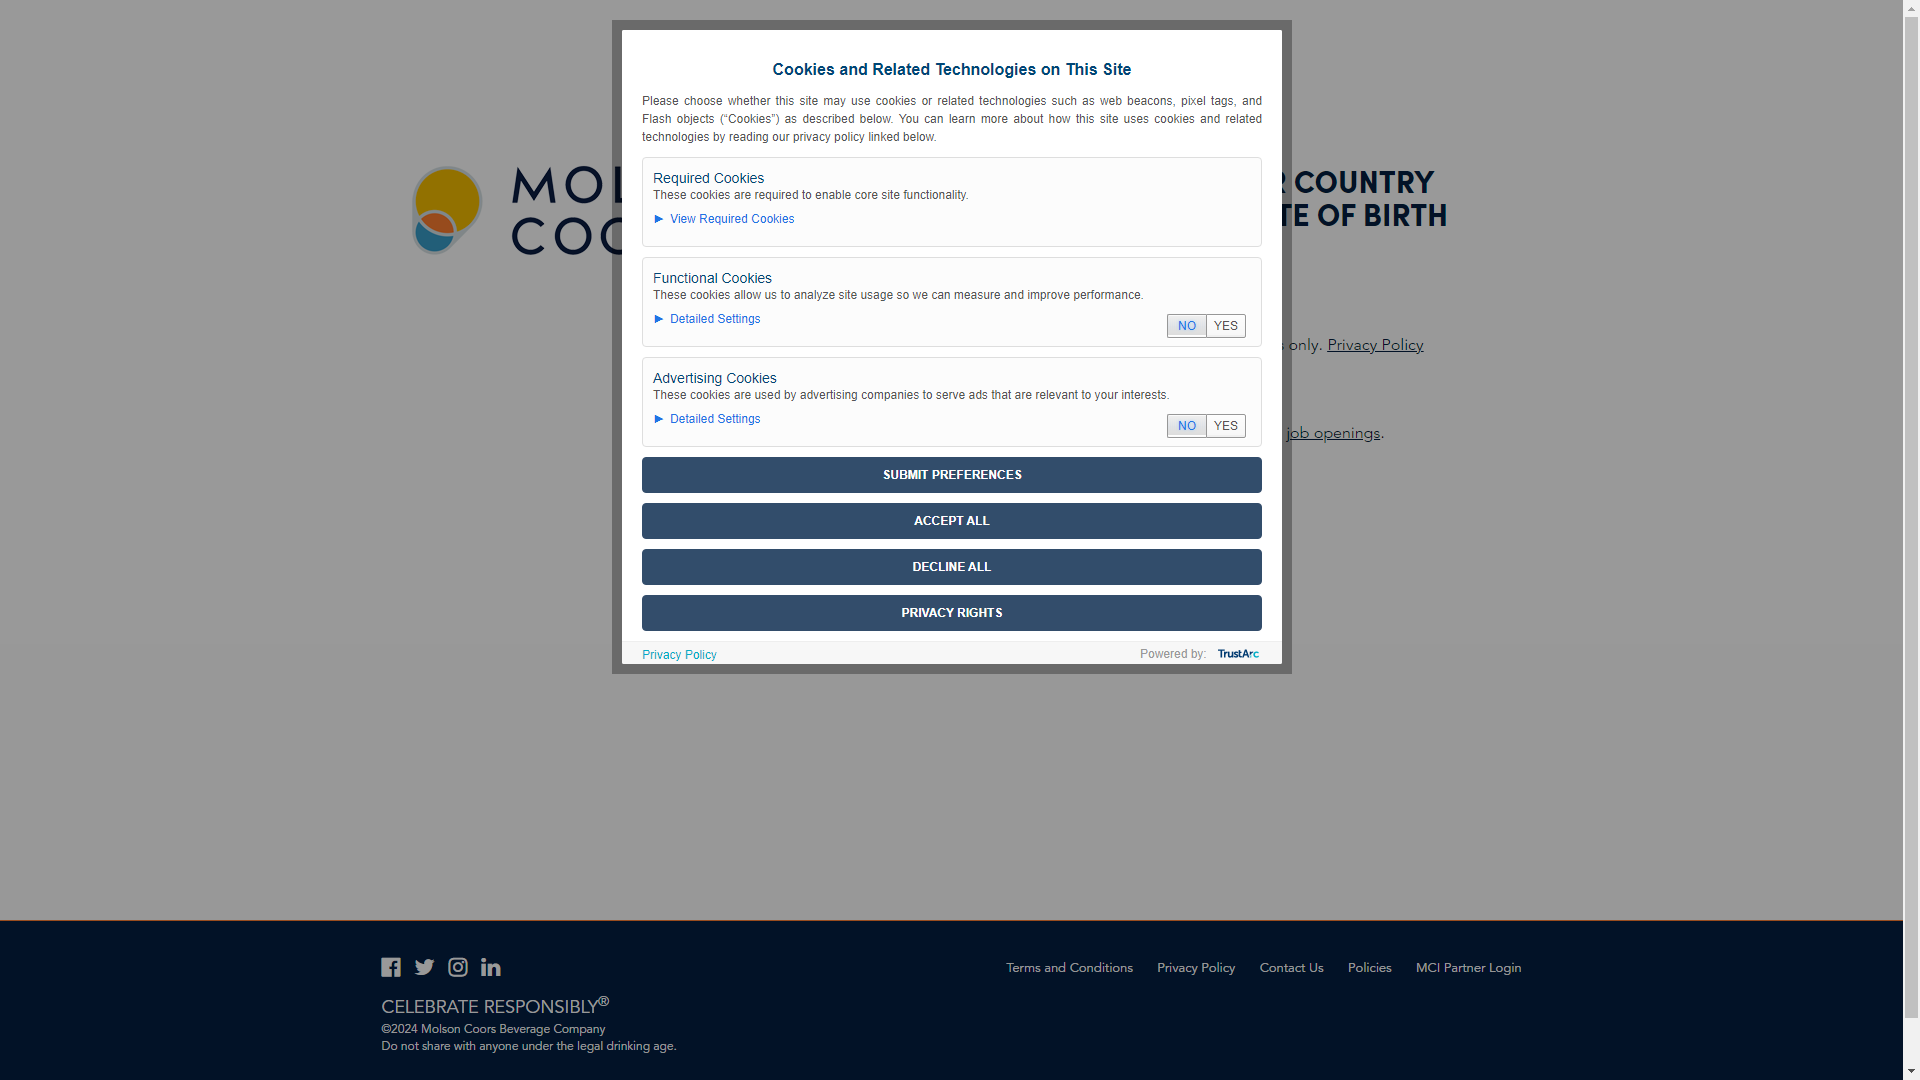 Cookies and Related Technologies on This Site
Please choose whether this site may use cookies or related technologies such as web beacons, pixel tags, and
Flash objects (“Cookies”) as described below. You can learn more about how this site uses cookies and related
technologies by reading our privacy policy linked below.
Required Cookies
These cookies are required to enable core site functionality.
View Required Cookies
Functional Cookies
These cookies allow us to analyze site usage so we can measure and improve performance.
Detailed Settings
NO YES
Advertising Cookies
These cookies are used by advertising companies to serve ads that are relevant to your interests.
Detailed Settings
NO YES
SUBMIT PREFERENCES
ACCEPT ALL
DECLINE ALL
PRIVACY RIGHTS
Privacy Policy
Powered by: TrustArc
COUNTRY
OF BIRTH
only. Privacy Policy
job openings.
Terms and Conditions Privacy Policy Contact Us Policies MCI Partner Login
CELEBRATE RESPONSIBLY®
©2024 Molson Coors Beverage Company
Do not share with anyone under the legal drinking age.